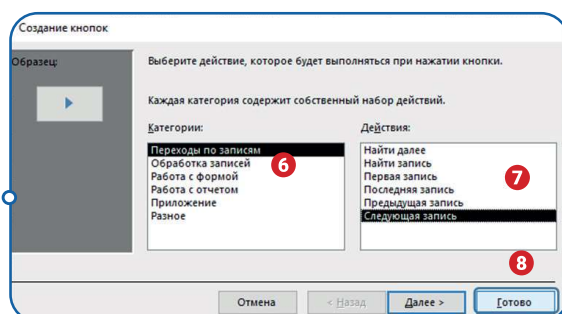 Создание кнопок
Образец:
Выберите действие, которое будет выполняться при нажатии кнопки.
Каждая категория содержит собственный набор действий.
Категории:
Переходы по записям
Обработка записей
Работа с формой
Работа с отчетом
Приложение
Разное
6
Действия:
Найти далее
Найти запись
Первая запись
Последняя запись
Предыдущая запись
Следующая запись
7
8
Отмена
< Назад
Далее >
Готово